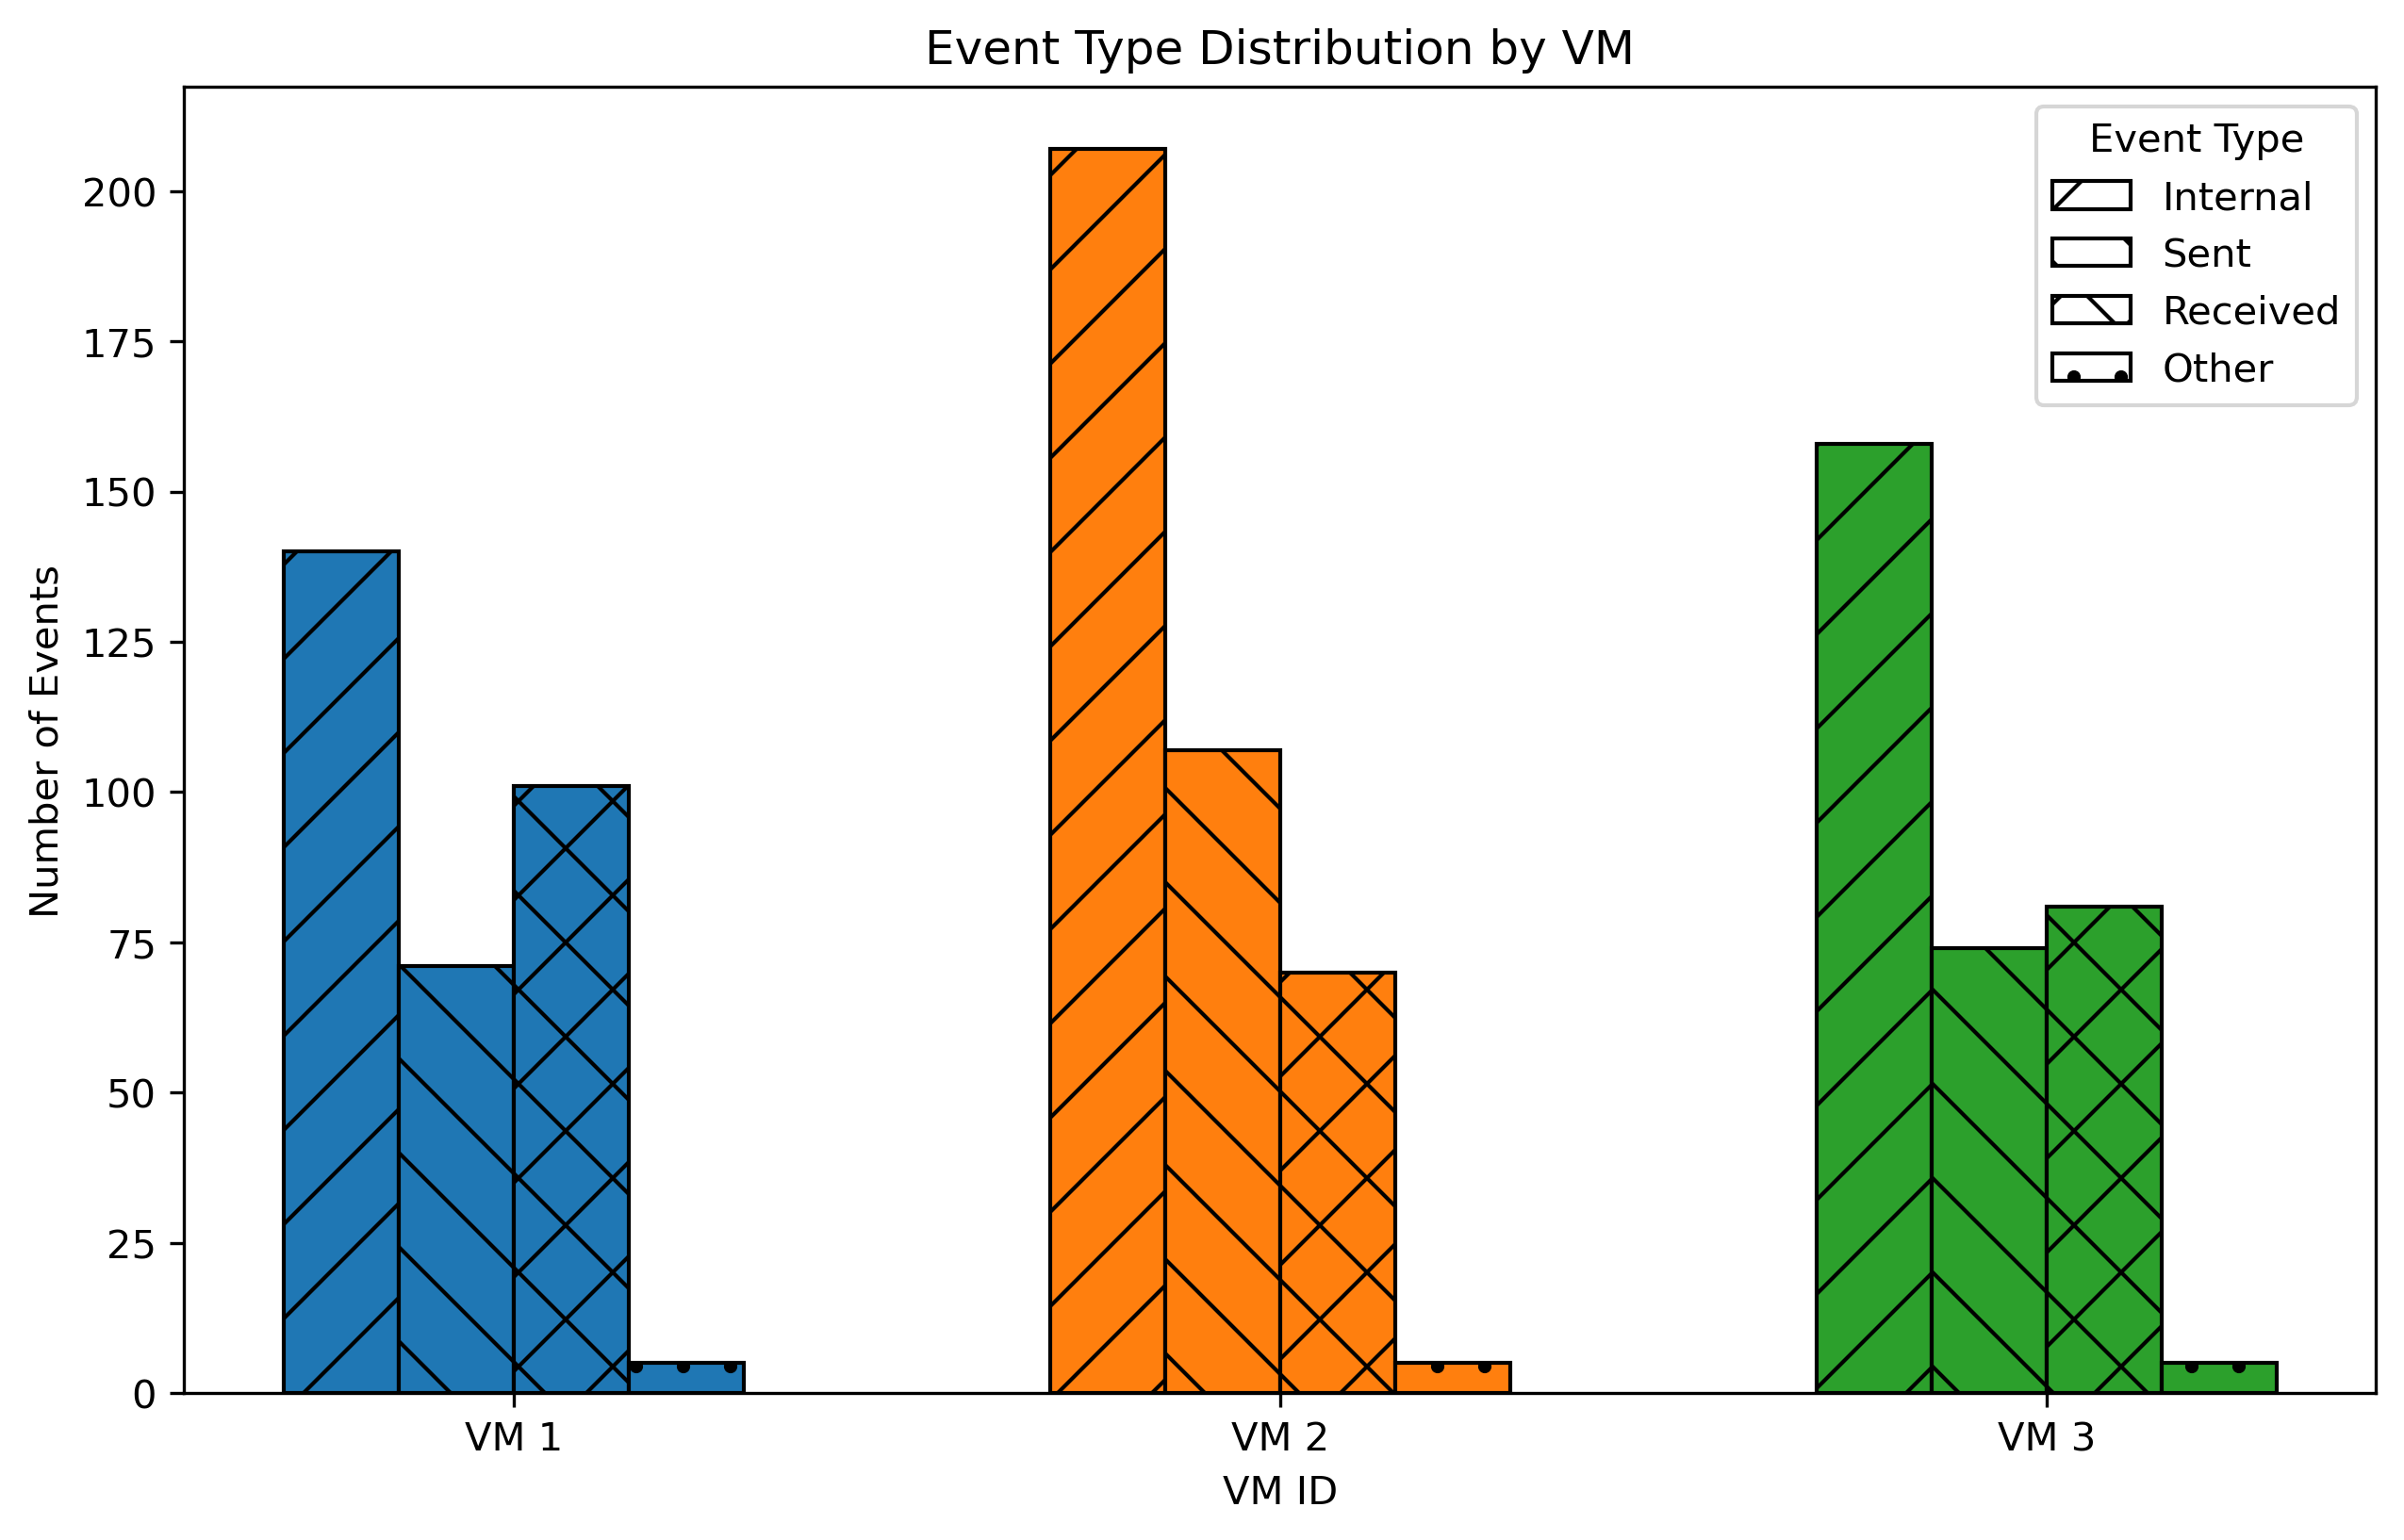 Event Type Distribution by VM
Event Type
Internal
Sent
Received
Other
Number of Events
200
175
150
125
100
75
50
25
0
VM 1
VM 2
VM 3
VM ID